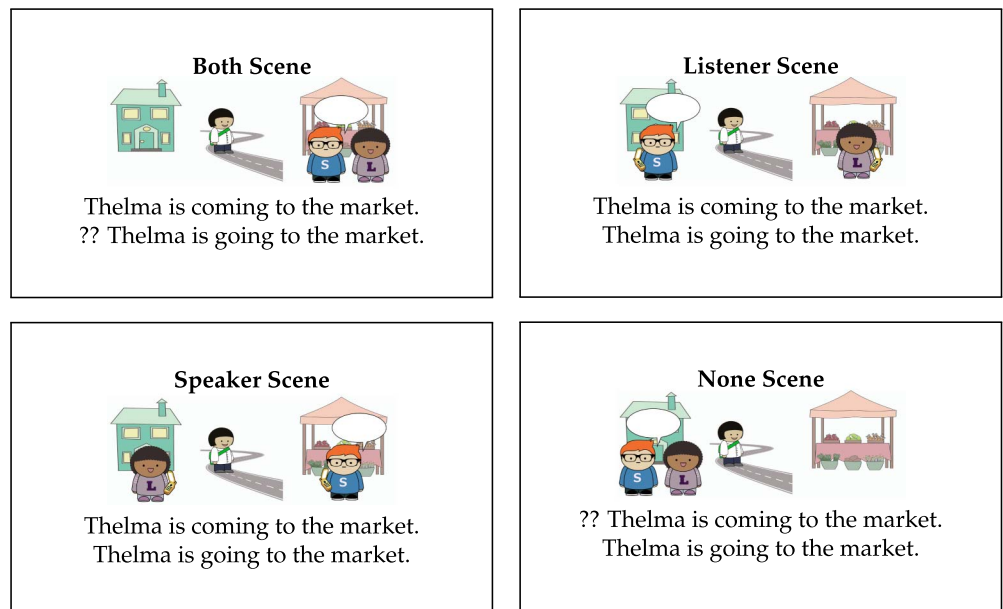 Both Scene
S
L
Thelma is coming to the market.
?? Thelma is going to the market.
Listener Scene
S
L
Thelma is coming to the market.
Thelma is going to the market.
Speaker Scene
L
S
Thelma is coming to the market.
Thelma is going to the market.
None Scene
S
L
?? Thelma is coming to the market.
Thelma is going to the market.